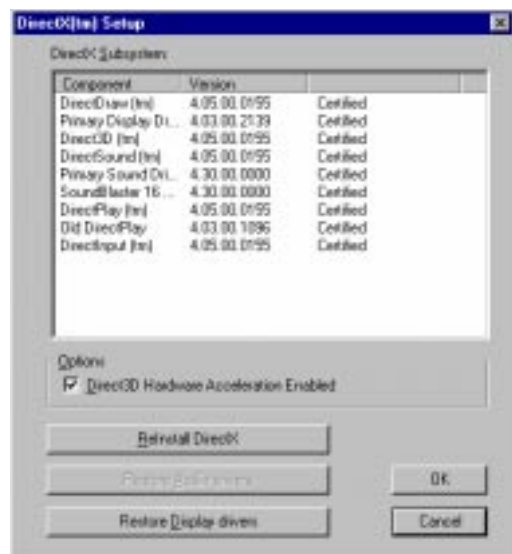 DirectX(tm) Setup
DirectX Subsystem:
Component Version
DirectDraw (tm) 4.05.00.0155 Certified
Primary Display Dri... 4.03.00.2139 Certified
Direct3D (tm) 4.05.00.0155 Certified
DirectSound (tm) 4.05.00.0155 Certified
Primary Sound Dri... 4.30.00.0000 Certified
SoundBlaster 16 ... 4.30.00.0000 Certified
DirectPlay (tm) 4.05.00.0155 Certified
Old DirectPlay 4.03.00.1096 Certified
DirectInput (tm) 4.05.00.0155 Certified
Options
Direct3D Hardware Acceleration Enabled
ReInstall DirectX
Restore Display drivers
OK
Cancel